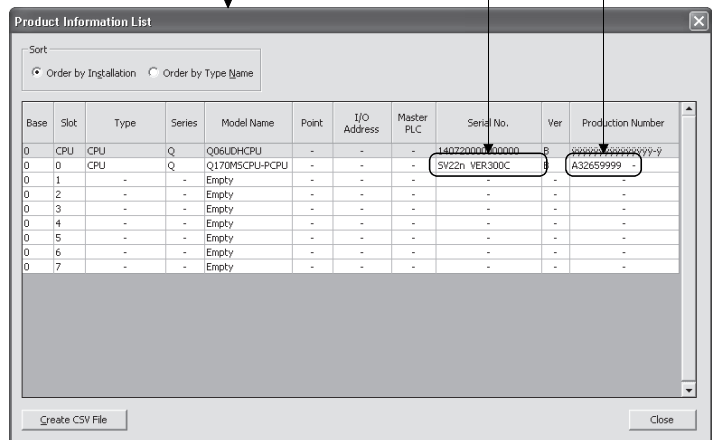 Product Information List
Sort
Order by Installation Order by Type Name
Base Slot Type Series Model Name Point I/O Address Master PLC Serial No. Ver Production Number
0 CPU CPU Q Q06UDHCPU - - - 140720000000000 B
0 0 CPU Q Q170MSCPU-PCPU - - - SV22n VER300C B A32659999 -
0 1 - - Empty - - - - - -
0 2 - - Empty - - - - - -
0 3 - - Empty - - - - - -
0 4 - - Empty - - - - - -
0 5 - - Empty - - - - - -
0 6 - - Empty - - - - - -
0 7 - - Empty - - - - - -
Create CSV File Close